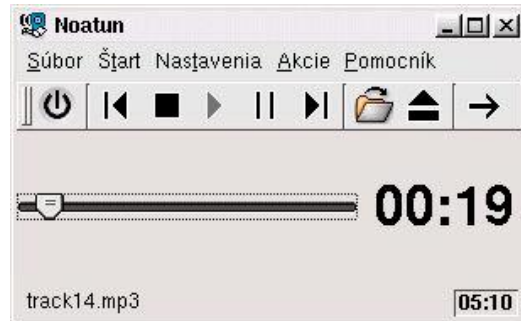 Noatun
Súbor Štart Nastavenia Akcie Pomocník
00:19
track14.mp3
05:10